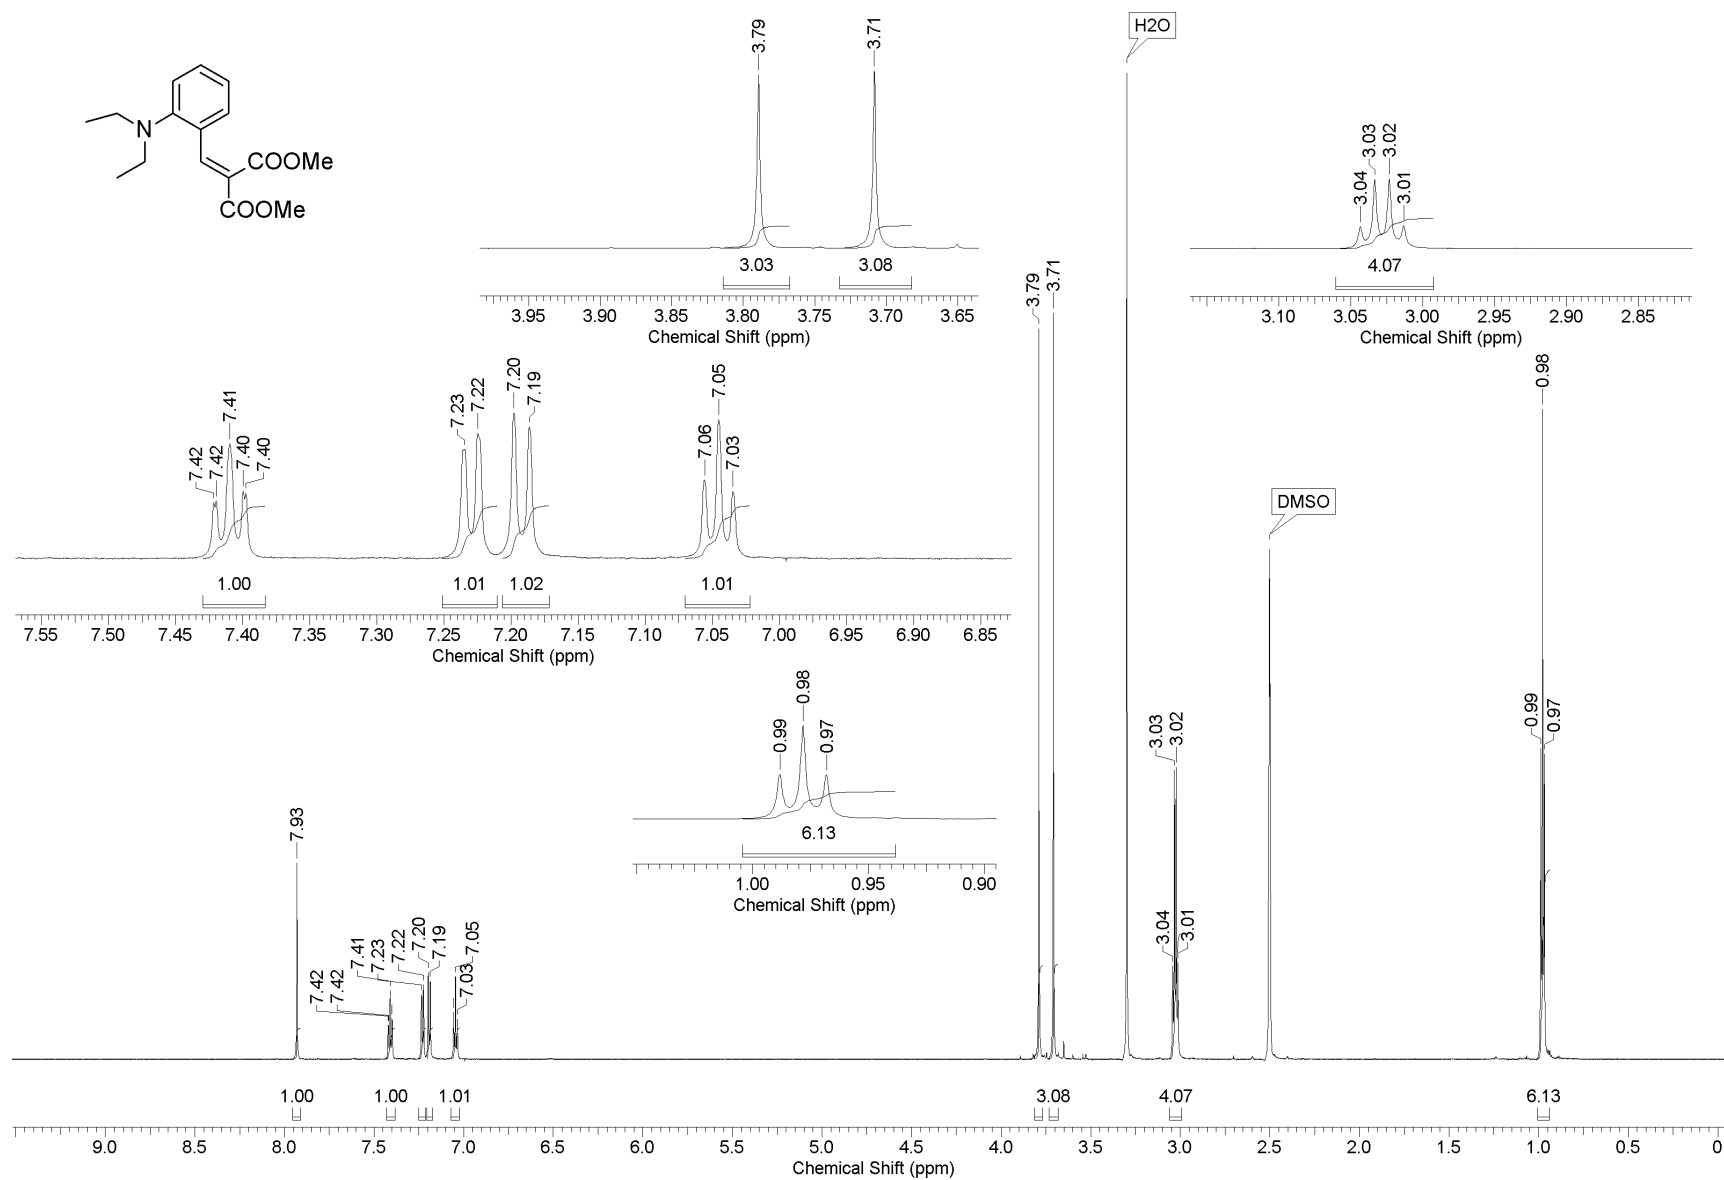 H2O
3.79
3.71
3.03 3.08
3.95 3.90 3.85 3.80 3.75 3.70 3.65
Chemical Shift (ppm)
3.04
3.03
3.02
3.01
4.07
3.10 3.05 3.00 2.95 2.90 2.85
Chemical Shift (ppm)
N
COOMe
COOMe
7.42
7.42
7.41
7.40
7.40
7.23
7.22
7.20
7.19
7.06
7.05
7.03
1.00 1.01 1.02 1.01
7.55 7.50 7.45 7.40 7.35 7.30 7.25 7.20 7.15 7.10 7.05 7.00 6.95 6.90 6.85
Chemical Shift (ppm)
0.99
0.98
0.97
6.13
1.00 0.95 0.90
Chemical Shift (ppm)
7.93
7.42
7.42
7.41
7.23
7.22
7.20
7.19
7.03
7.05
3.79
3.71
3.04
3.03
3.02
3.01
DMSO
0.99
0.98
0.97
1.00 1.00 1.01 3.08 4.07 6.13
9.0 8.5 8.0 7.5 7.0 6.5 6.0 5.5 5.0 4.5 4.0 3.5 3.0 2.5 2.0 1.5 1.0 0.5 0
Chemical Shift (ppm)